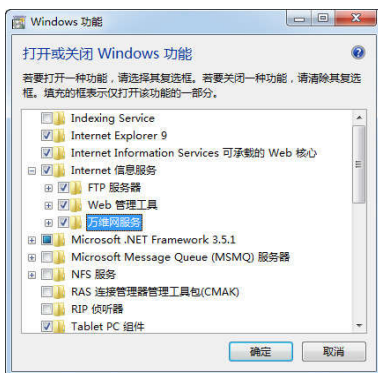 Windows 功能
打开或关闭 Windows 功能
若要打开一种功能，请选择其复选框。若要关闭一种功能，请清除其复选
框。填充的框表示仅打开该功能的一部分。
Indexing Service
Internet Explorer 9
Internet Information Services 可承载的 Web 核心
Internet 信息服务
FTP 服务器
Web 管理工具
万维网服务
Microsoft .NET Framework 3.5.1
Microsoft Message Queue (MSMQ) 服务器
NFS 服务
RAS 连接管理器管理工具包(CMAK)
RIP 侦听器
Tablet PC 组件
确定
取消